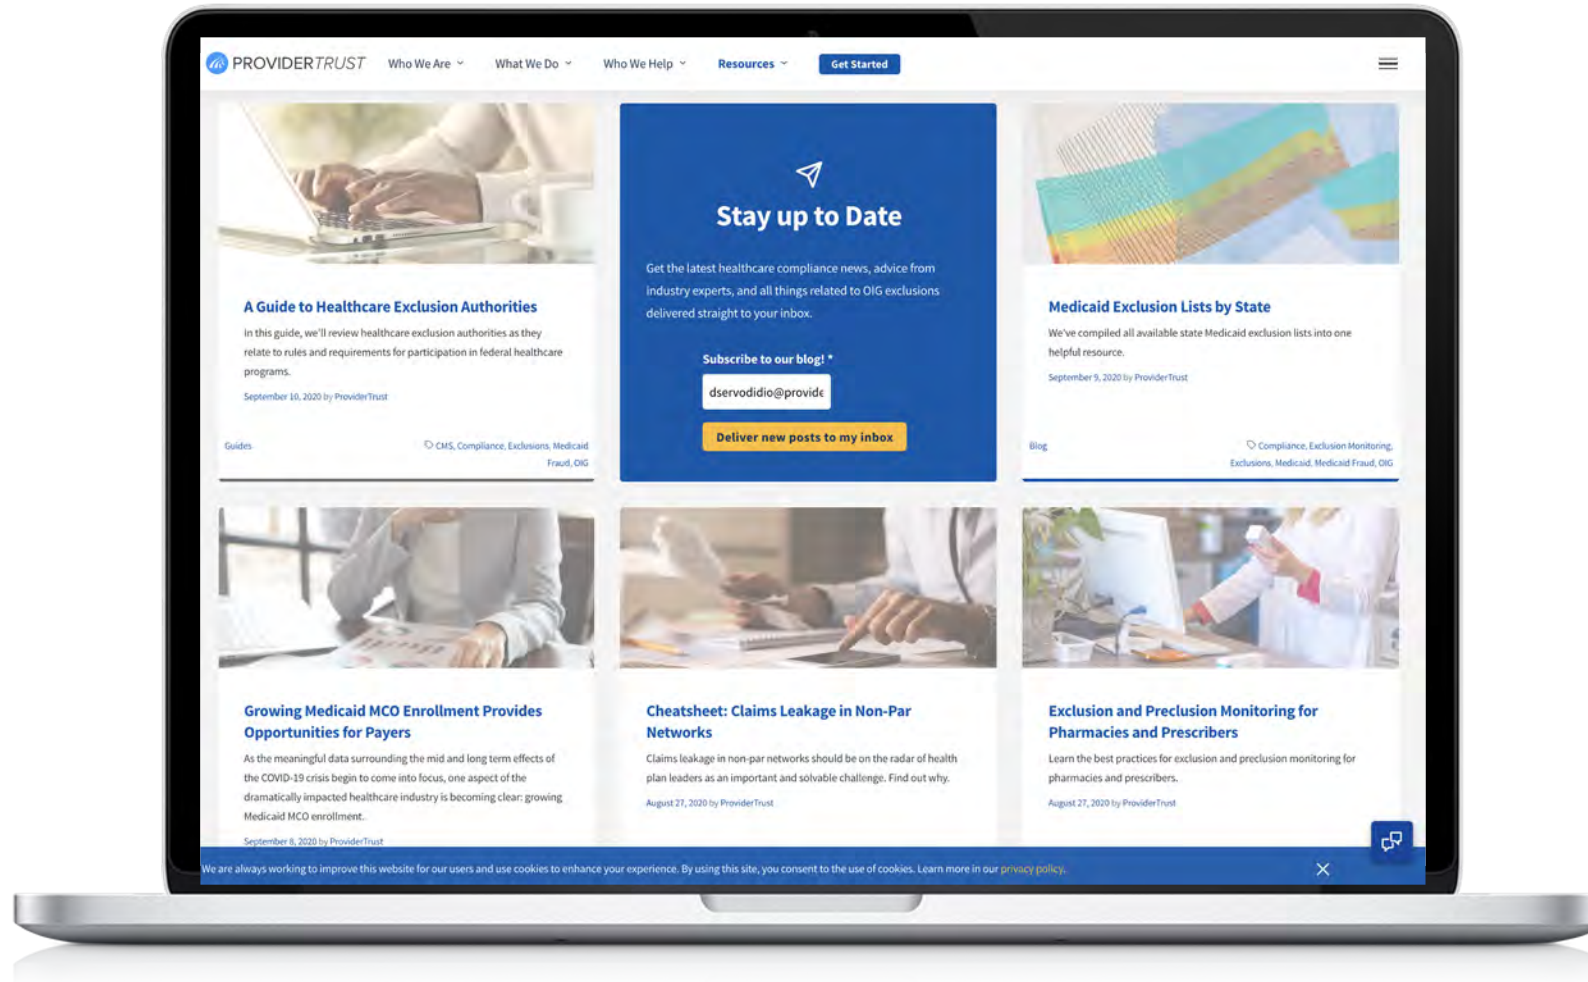 PROVIDERTRUST
Who We Are
What We Do
Who We Help
Resources
Get Started
A Guide to Healthcare Exclusion Authorities
In this guide, we'll review healthcare exclusion authorities as they
relate to rules and requirements for participation in federal healthcare
programs.
September 10, 2020 by ProviderTrust
Guides
CMS, Compliance, Exclusions, Medicaid
Fraud, OIG
Stay up to Date
Get the latest healthcare compliance news, advice from
industry experts, and all things related to OIG exclusions
delivered straight to your inbox.
Subscribe to our blog! *
dservodidio@provide
Deliver new posts to my inbox
Medicaid Exclusion Lists by State
We've compiled all available state Medicaid exclusion lists into one
helpful resource.
September 9, 2020 by ProviderTrust
Blog
Compliance, Exclusion Monitoring,
Exclusions, Medicaid, Medicaid Fraud, OIG
Growing Medicaid MCO Enrollment Provides
Opportunities for Payers
As the meaningful data surrounding the mid and long term effects of
the COVID-19 crisis begin to come into focus, one aspect of the
dramatically impacted healthcare industry is becoming clear: growing
Medicaid MCO enrollment.
September 8, 2020 by ProviderTrust
Cheatsheet: Claims Leakage in Non-Par
Networks
Claims leakage in non-par networks should be on the radar of health
plan leaders as an important and solvable challenge. Find out why.
August 27, 2020 by ProviderTrust
Exclusion and Preclusion Monitoring for
Pharmacies and Prescribers
Learn the best practices for exclusion and preclusion monitoring for
pharmacies and prescribers.
August 27, 2020 by ProviderTrust
We are always working to improve this website for our users and use cookies to enhance your experience. By using this site, you consent to the use of cookies. Learn more in our privacy policy.